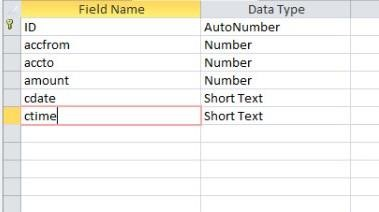 Field Name Data Type
ID AutoNumber
accfrom Number
accto Number
amount Number
cdate Short Text
ctime Short Text